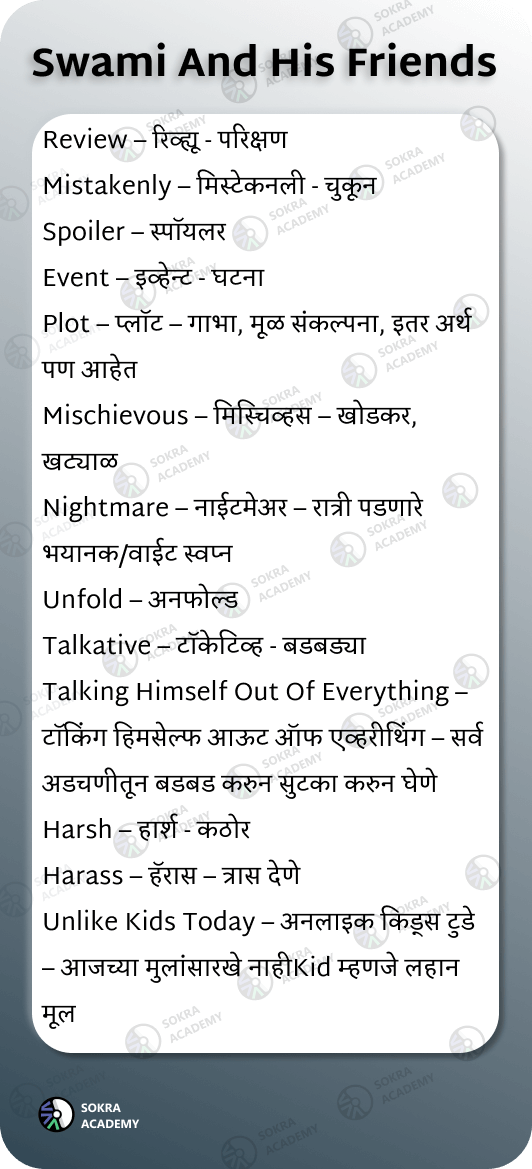 Swami And His Friends
Review – रिव्ह्यू - परिक्षण
Mistakenly – मिस्टेकनली - चुकून
Spoiler – स्पॉयलर
Event – इव्हेन्ट - घटना
Plot – प्लॉट – गाभा, मूळ संकल्पना, इतर अर्थ
पण आहेत
Mischievous – मिस्चिव्हस – खोडकर,
खट्याळ
Nightmare – नाईटमेअर – रात्री पडणारे
भयानक/वाईट स्वप्न
Unfold – अनफोल्ड
Talkative – टॉकेटिव्ह - बडबड्या
Talking Himself Out Of Everything –
टॉकिंग हिमसेल्फ आऊट ऑफ एव्हरीथिंग – सर्व
अडचणीतून बडबड करुन सुटका करुन घेणे
Harsh – हार्श - कठोर
Harass – हॅरास – त्रास देणे
Unlike Kids Today – अनलाइक किड्स टुडे
– आजच्या मुलांसारखे नाहीKid म्हणजे लहान
मूल
SOKRA
ACADEMY